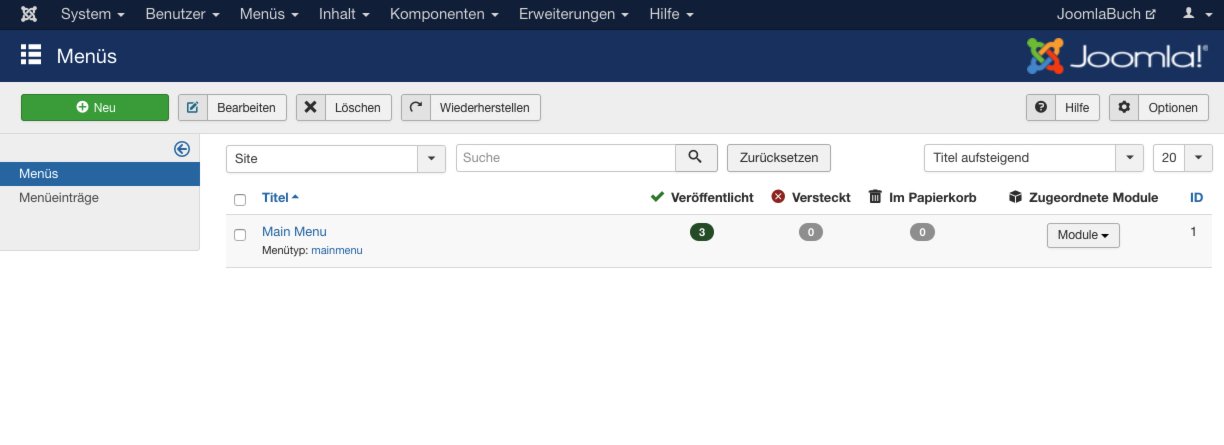 System Benutzer Menüs Inhalt Komponenten Erweiterungen Hilfe JoomlaBuch
Menüs Joomla!®
Neu Bearbeiten Löschen Wiederherstellen Hilfe Optionen
Site Suche Zurücksetzen Titel aufsteigend 20
Menüs
Menüeinträge
Titel Veröffentlicht Versteckt Im Papierkorb Zugeordnete Module ID
Main Menu 3 0 0 Module 1
Menütyp: mainmenu